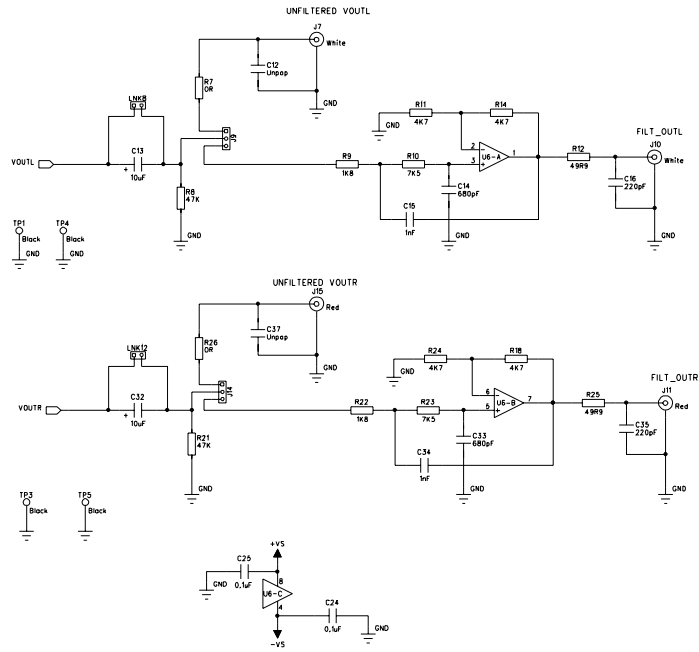 UNFILTERED VOUTL
J7
White
C12
Unpop
R7
0R
GND
LNK8
J9
VOUTL
C13
+
10uF
R8
47K
GND
R11
4K7
R14
4K7
GND
R9
1K8
R10
7K5
2
-
3
+
U6-A
1
C14
680pF
C15
1nF
GND
R12
49R9
FILT_OUTL
J10
White
C16
220pF
GND
TP1
Black
GND
TP4
Black
GND
UNFILTERED VOUTR
J15
Red
C37
Unpop
R26
0R
GND
LNK12
J14
VOUTR
C32
+
10uF
R21
47K
GND
R24
4K7
R18
4K7
GND
R22
1K8
R23
7K5
6
-
5
+
U6-B
7
C33
680pF
C34
1nF
GND
R25
49R9
FILT_OUTR
J11
Red
C35
220pF
GND
TP3
Black
TP5
Black
+VS
C25
0.1uF
GND
8
U6-C
4
C24
0.1uF
GND
-VS